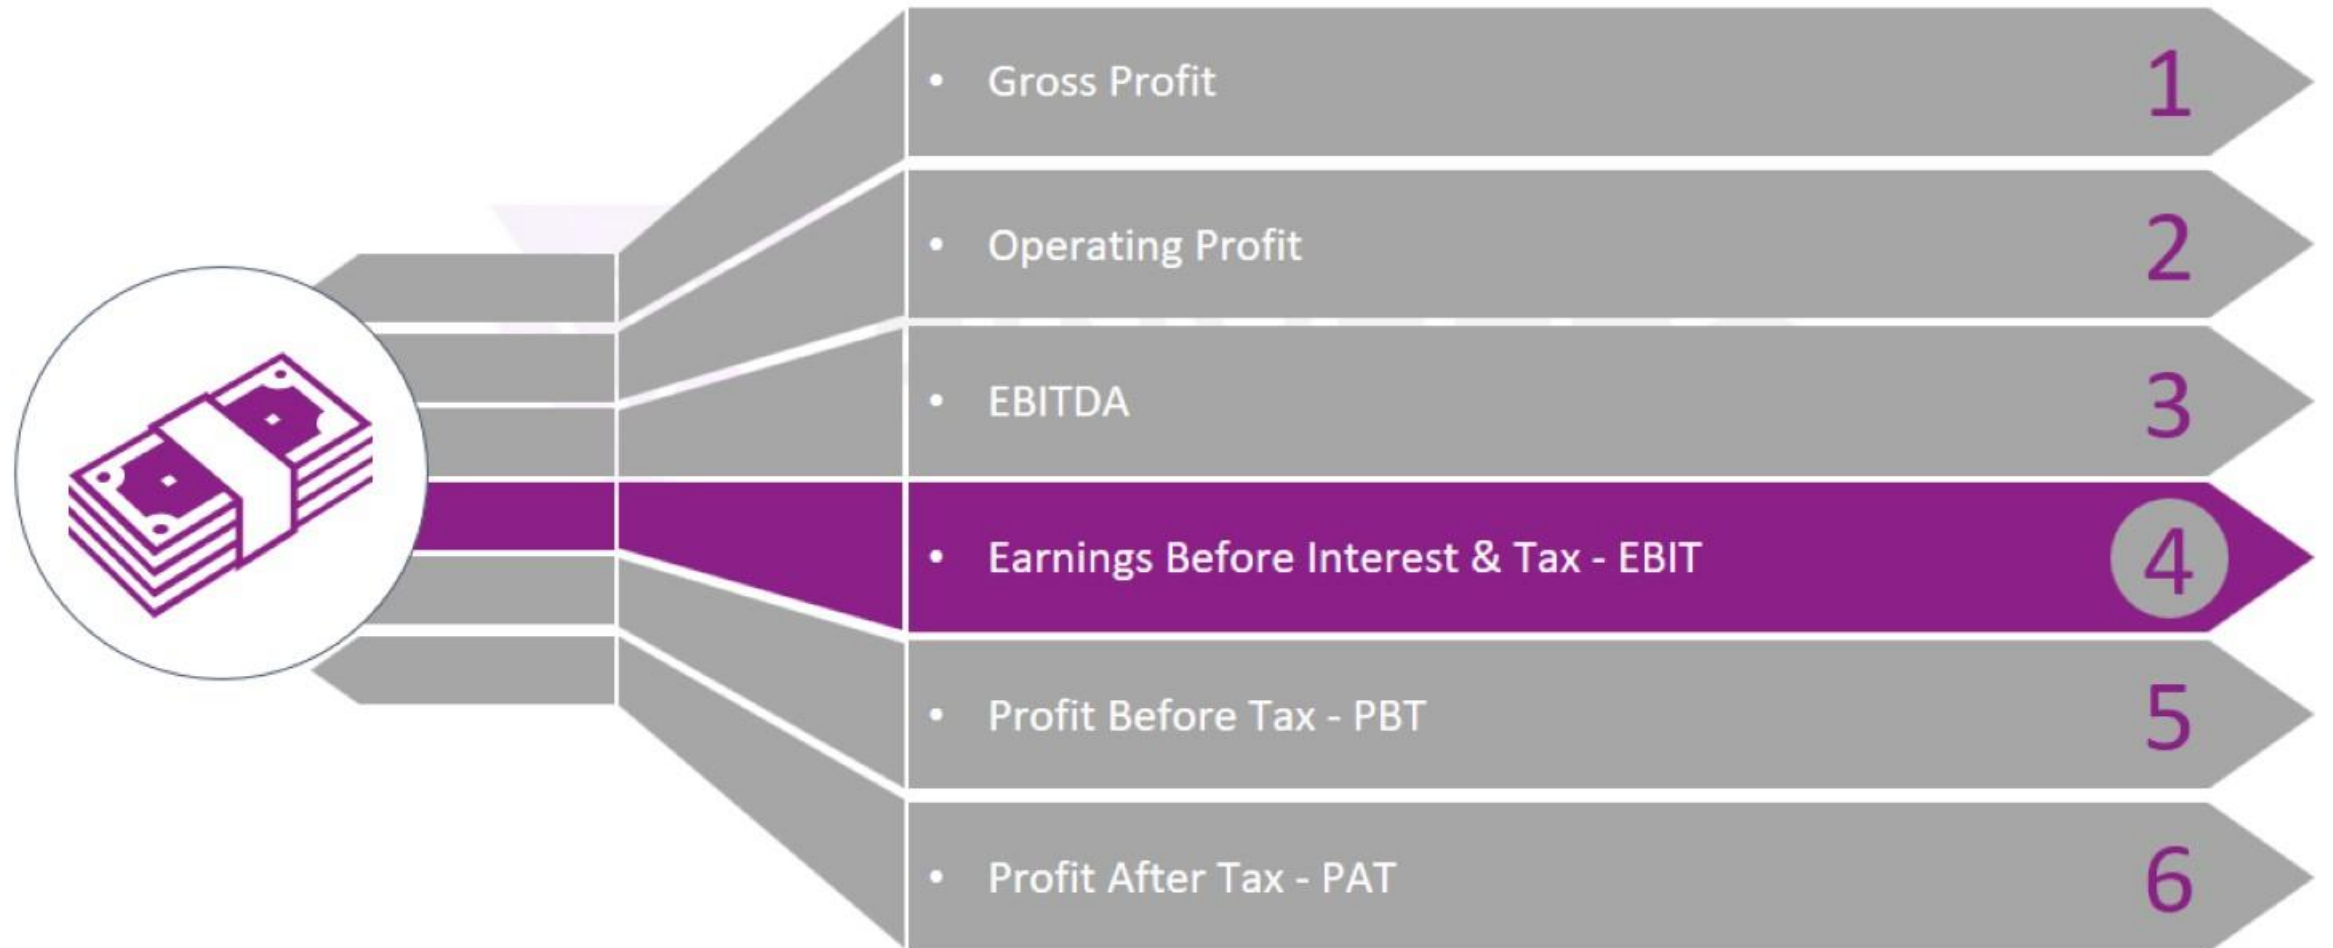 • Gross Profit 1
• Operating Profit 2
• EBITDA 3
• Earnings Before Interest & Tax - EBIT 4
• Profit Before Tax - PBT 5
• Profit After Tax - PAT 6